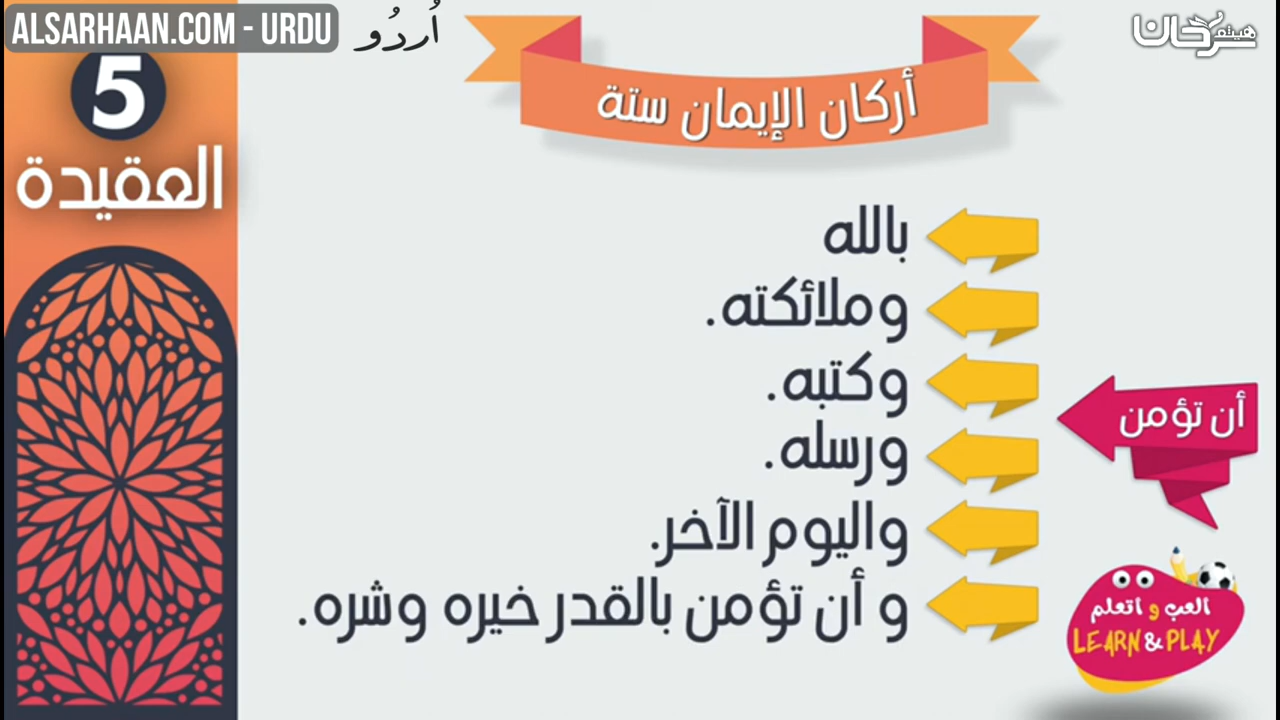 ALSARHAAN.COM - URDU
اُردُو
هيثم سرحان
5
العقيدة
أركان الإيمان ستة
أن تؤمن
بالله
وملائكته.
وكتبه.
ورسله.
واليوم الآخر.
و أن تؤمن بالقدر خيره وشره.
العب و اتعلم
LEARN & PLAY